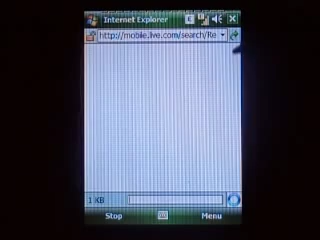 Internet Explorer
http://mobile.live.com/search/Re
1 KB
Stop
Menu